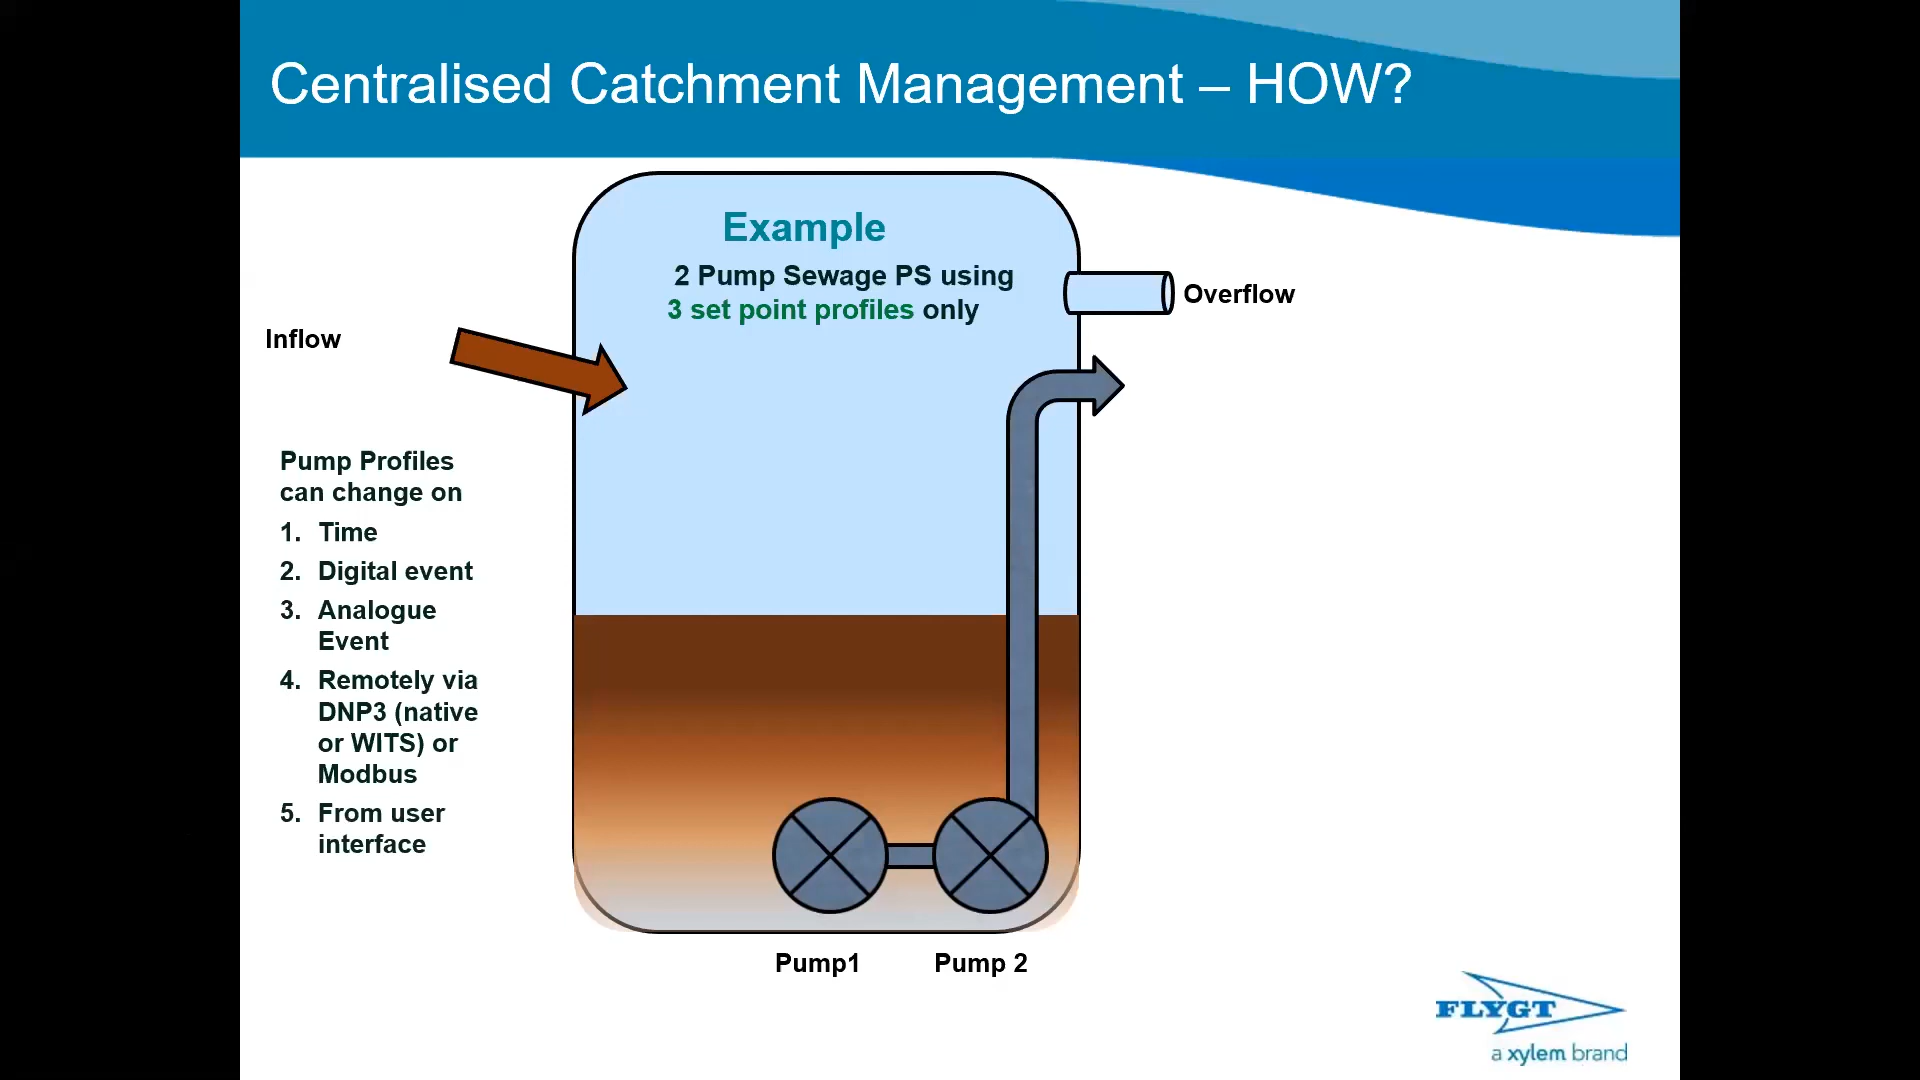 Centralised Catchment Management – HOW?
Example
2 Pump Sewage PS using
3 set point profiles only
Overflow
Inflow
Pump Profiles
can change on
1. Time
2. Digital event
3. Analogue
Event
4. Remotely via
DNP3 (native
or WITS) or
Modbus
5. From user
interface
Pump1
Pump 2
FLYGT
a xylem brand